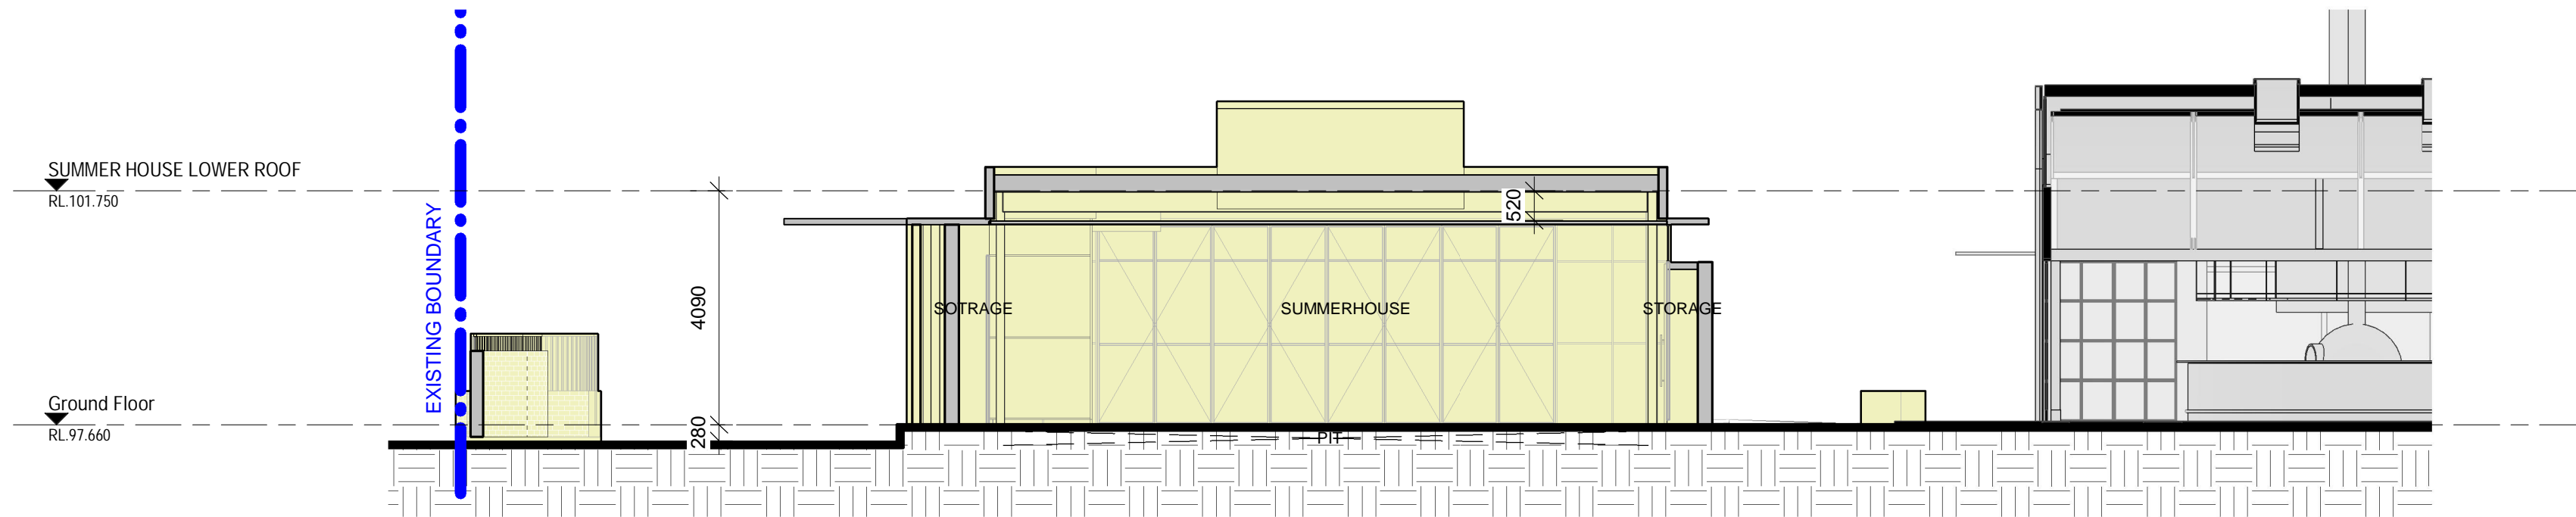 SUMMER HOUSE LOWER ROOF
RL.101.750
EXISTING BOUNDARY
520
4090
SOTRAGE
SUMMERHOUSE
STORAGE
Ground Floor
RL.97.660
280
PIT